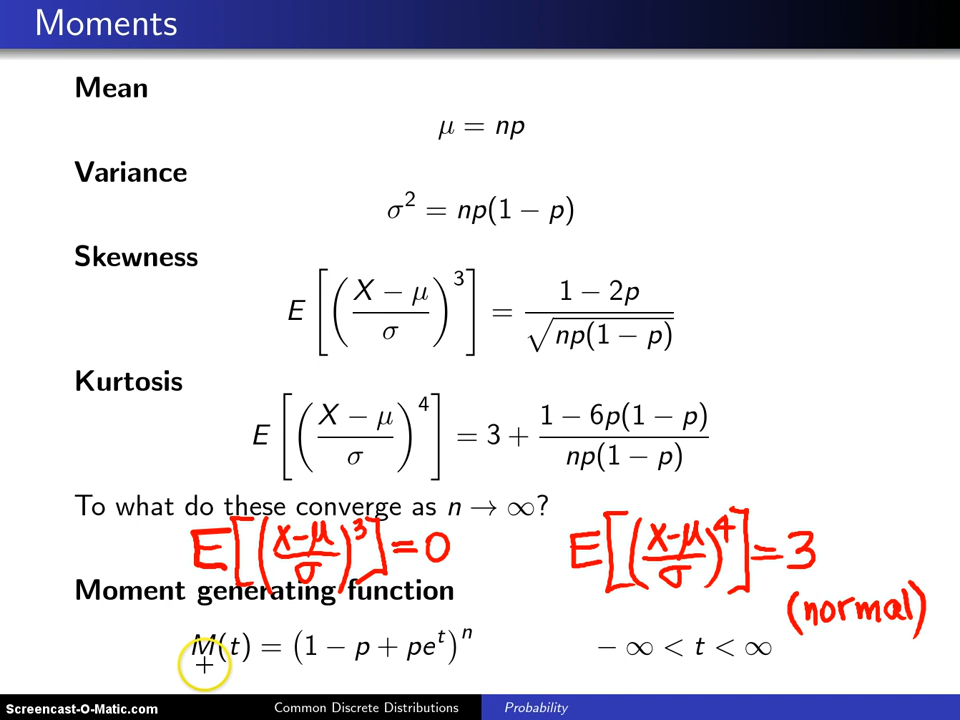 Moments
Mean
μ = np
Variance
σ² = np(1 − p)
Skewness
E[((X − μ)/σ)³] = (1 − 2p)/√(np(1 − p))
Kurtosis
E[((X − μ)/σ)⁴] = 3 + (1 − 6p(1 − p))/(np(1 − p))
To what do these converge as n → ∞?
E[((x-μ)/σ)³] = 0 E[((x-μ)/σ)⁴] = 3
Moment generating function
(normal)
M(t) = (1 − p + peᵗ)ⁿ − ∞ < t < ∞
Screencast-O-Matic.com Common Discrete Distributions Probability